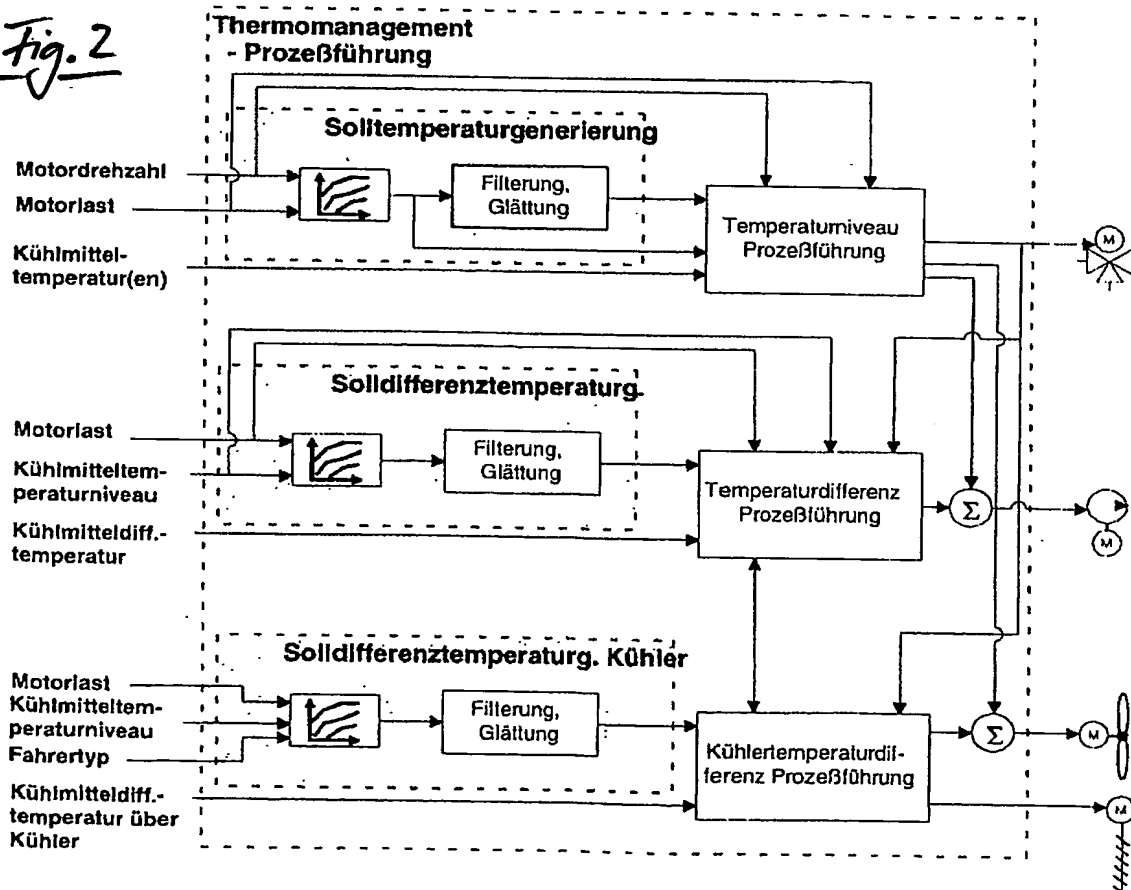 Fig. 2
Thermomanagement
- Prozeßführung
Solltemperaturgenerierung
Motordrehzahl
Motorlast
Kühlmittel-
temperatur(en)
Filterung,
Glättung
Temperaturniveau
Prozeßführung
M
Solldifferenztemperaturg.
Motorlast
Kühlmitteltem-
peraturniveau
Kühlmitteldiff.-
temperatur
Filterung,
Glättung
Temperaturdifferenz
Prozeßführung
Σ
M
Solldifferenztemperaturg. Kühler
Motorlast
Kühlmitteltem-
peraturniveau
Fahrertyp
Kühlmitteldiff.-
temperatur über
Kühler
Filterung,
Glättung
Kühlertemperaturdif-
ferenz Prozeßführung
Σ
M
M